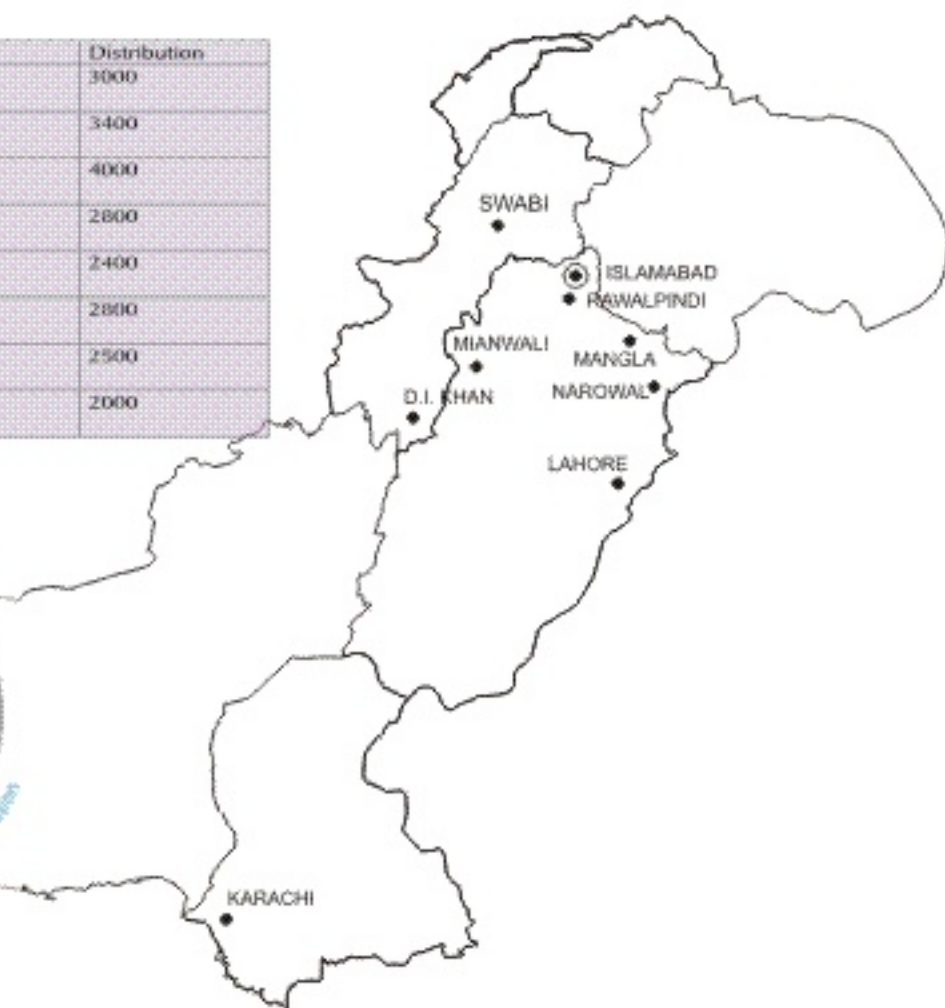 Distribution
3000
3400
4000
2800
2400
2800
2500
2000
SWABI
ISLAMABAD
RAWALPINDI
MIANWALI
MANGLA
D.I. KHAN
NAROWAL
LAHORE
KARACHI